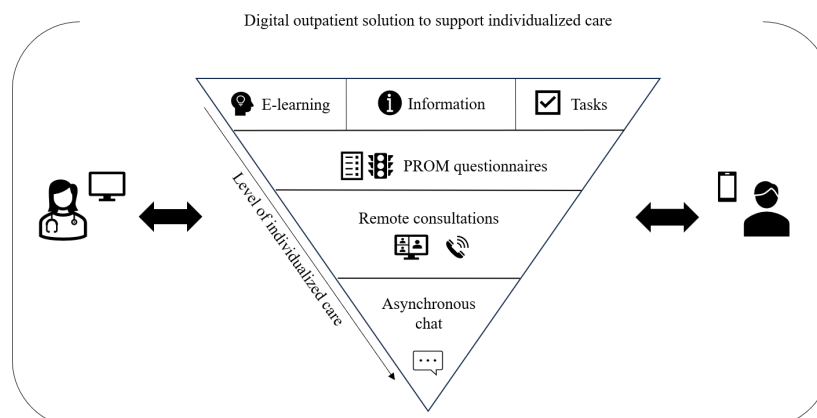 Digital outpatient solution to support individualized care
E-learning
Information
Tasks
PROM questionnaires
Level of individualized care
Remote consultations
Asynchronous
chat